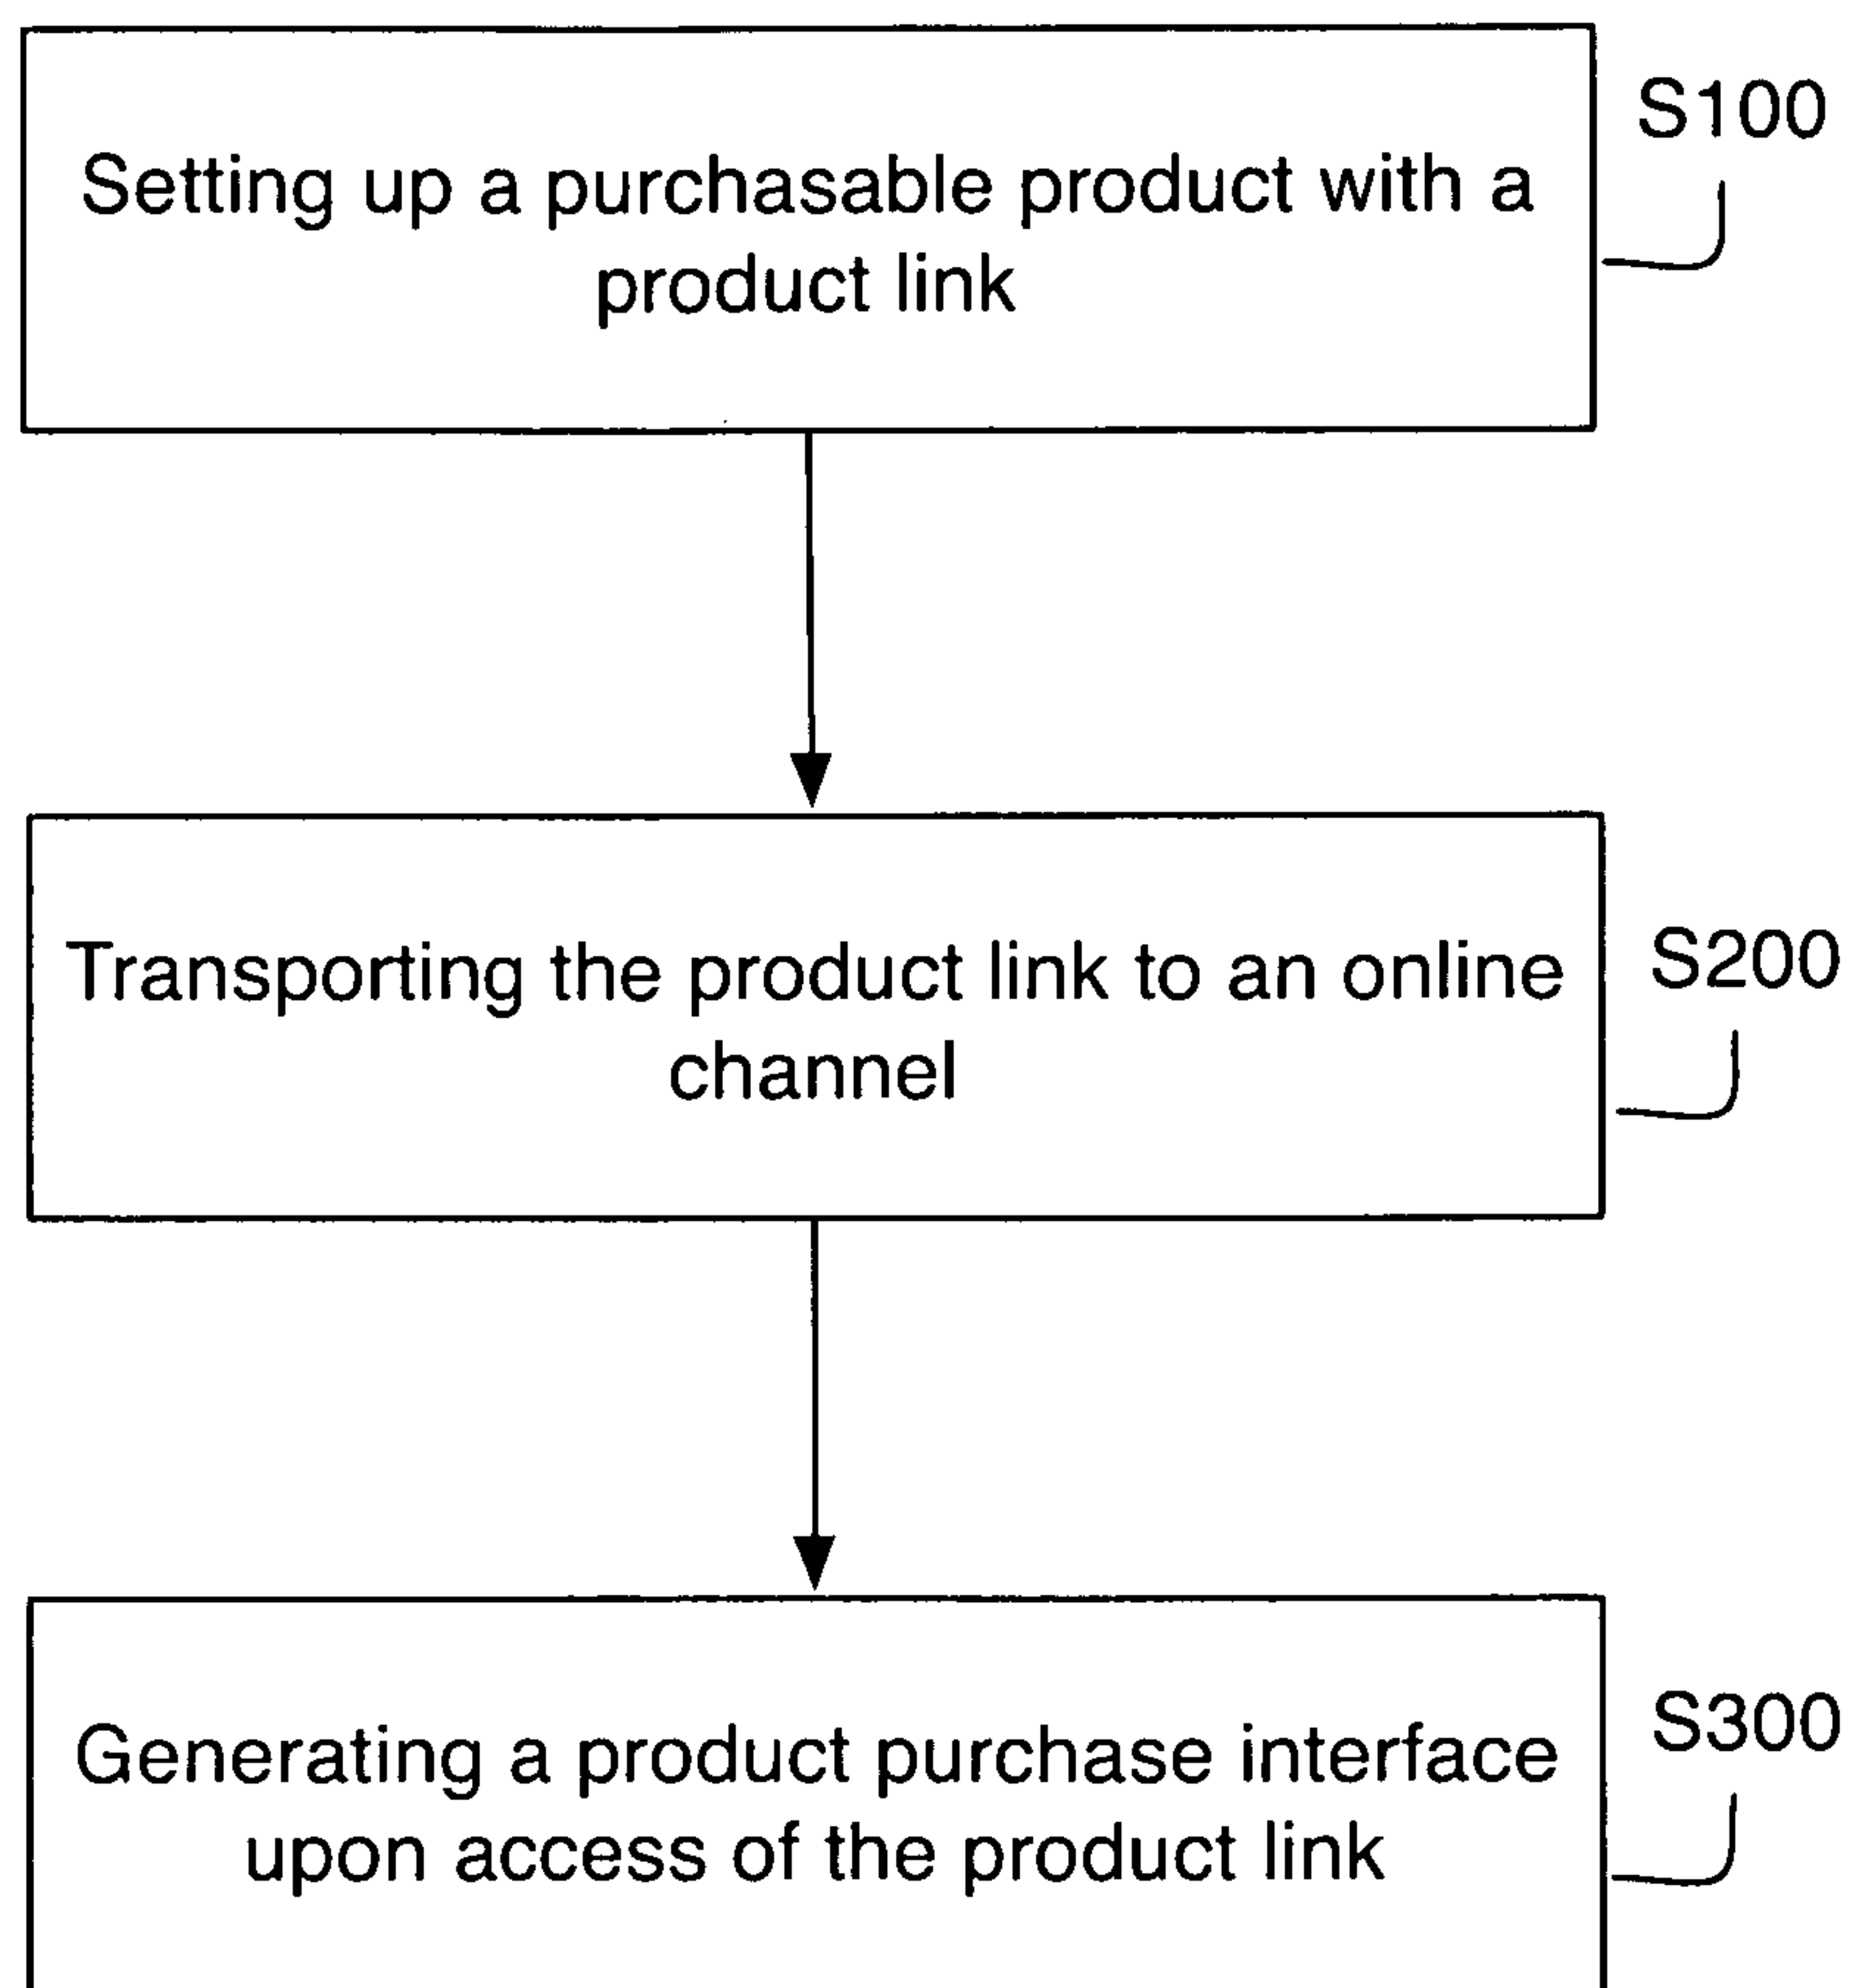 S100
Setting up a purchasable product with a
product link
S200
Transporting the product link to an online
channel
S300
Generating a product purchase interface
upon access of the product link